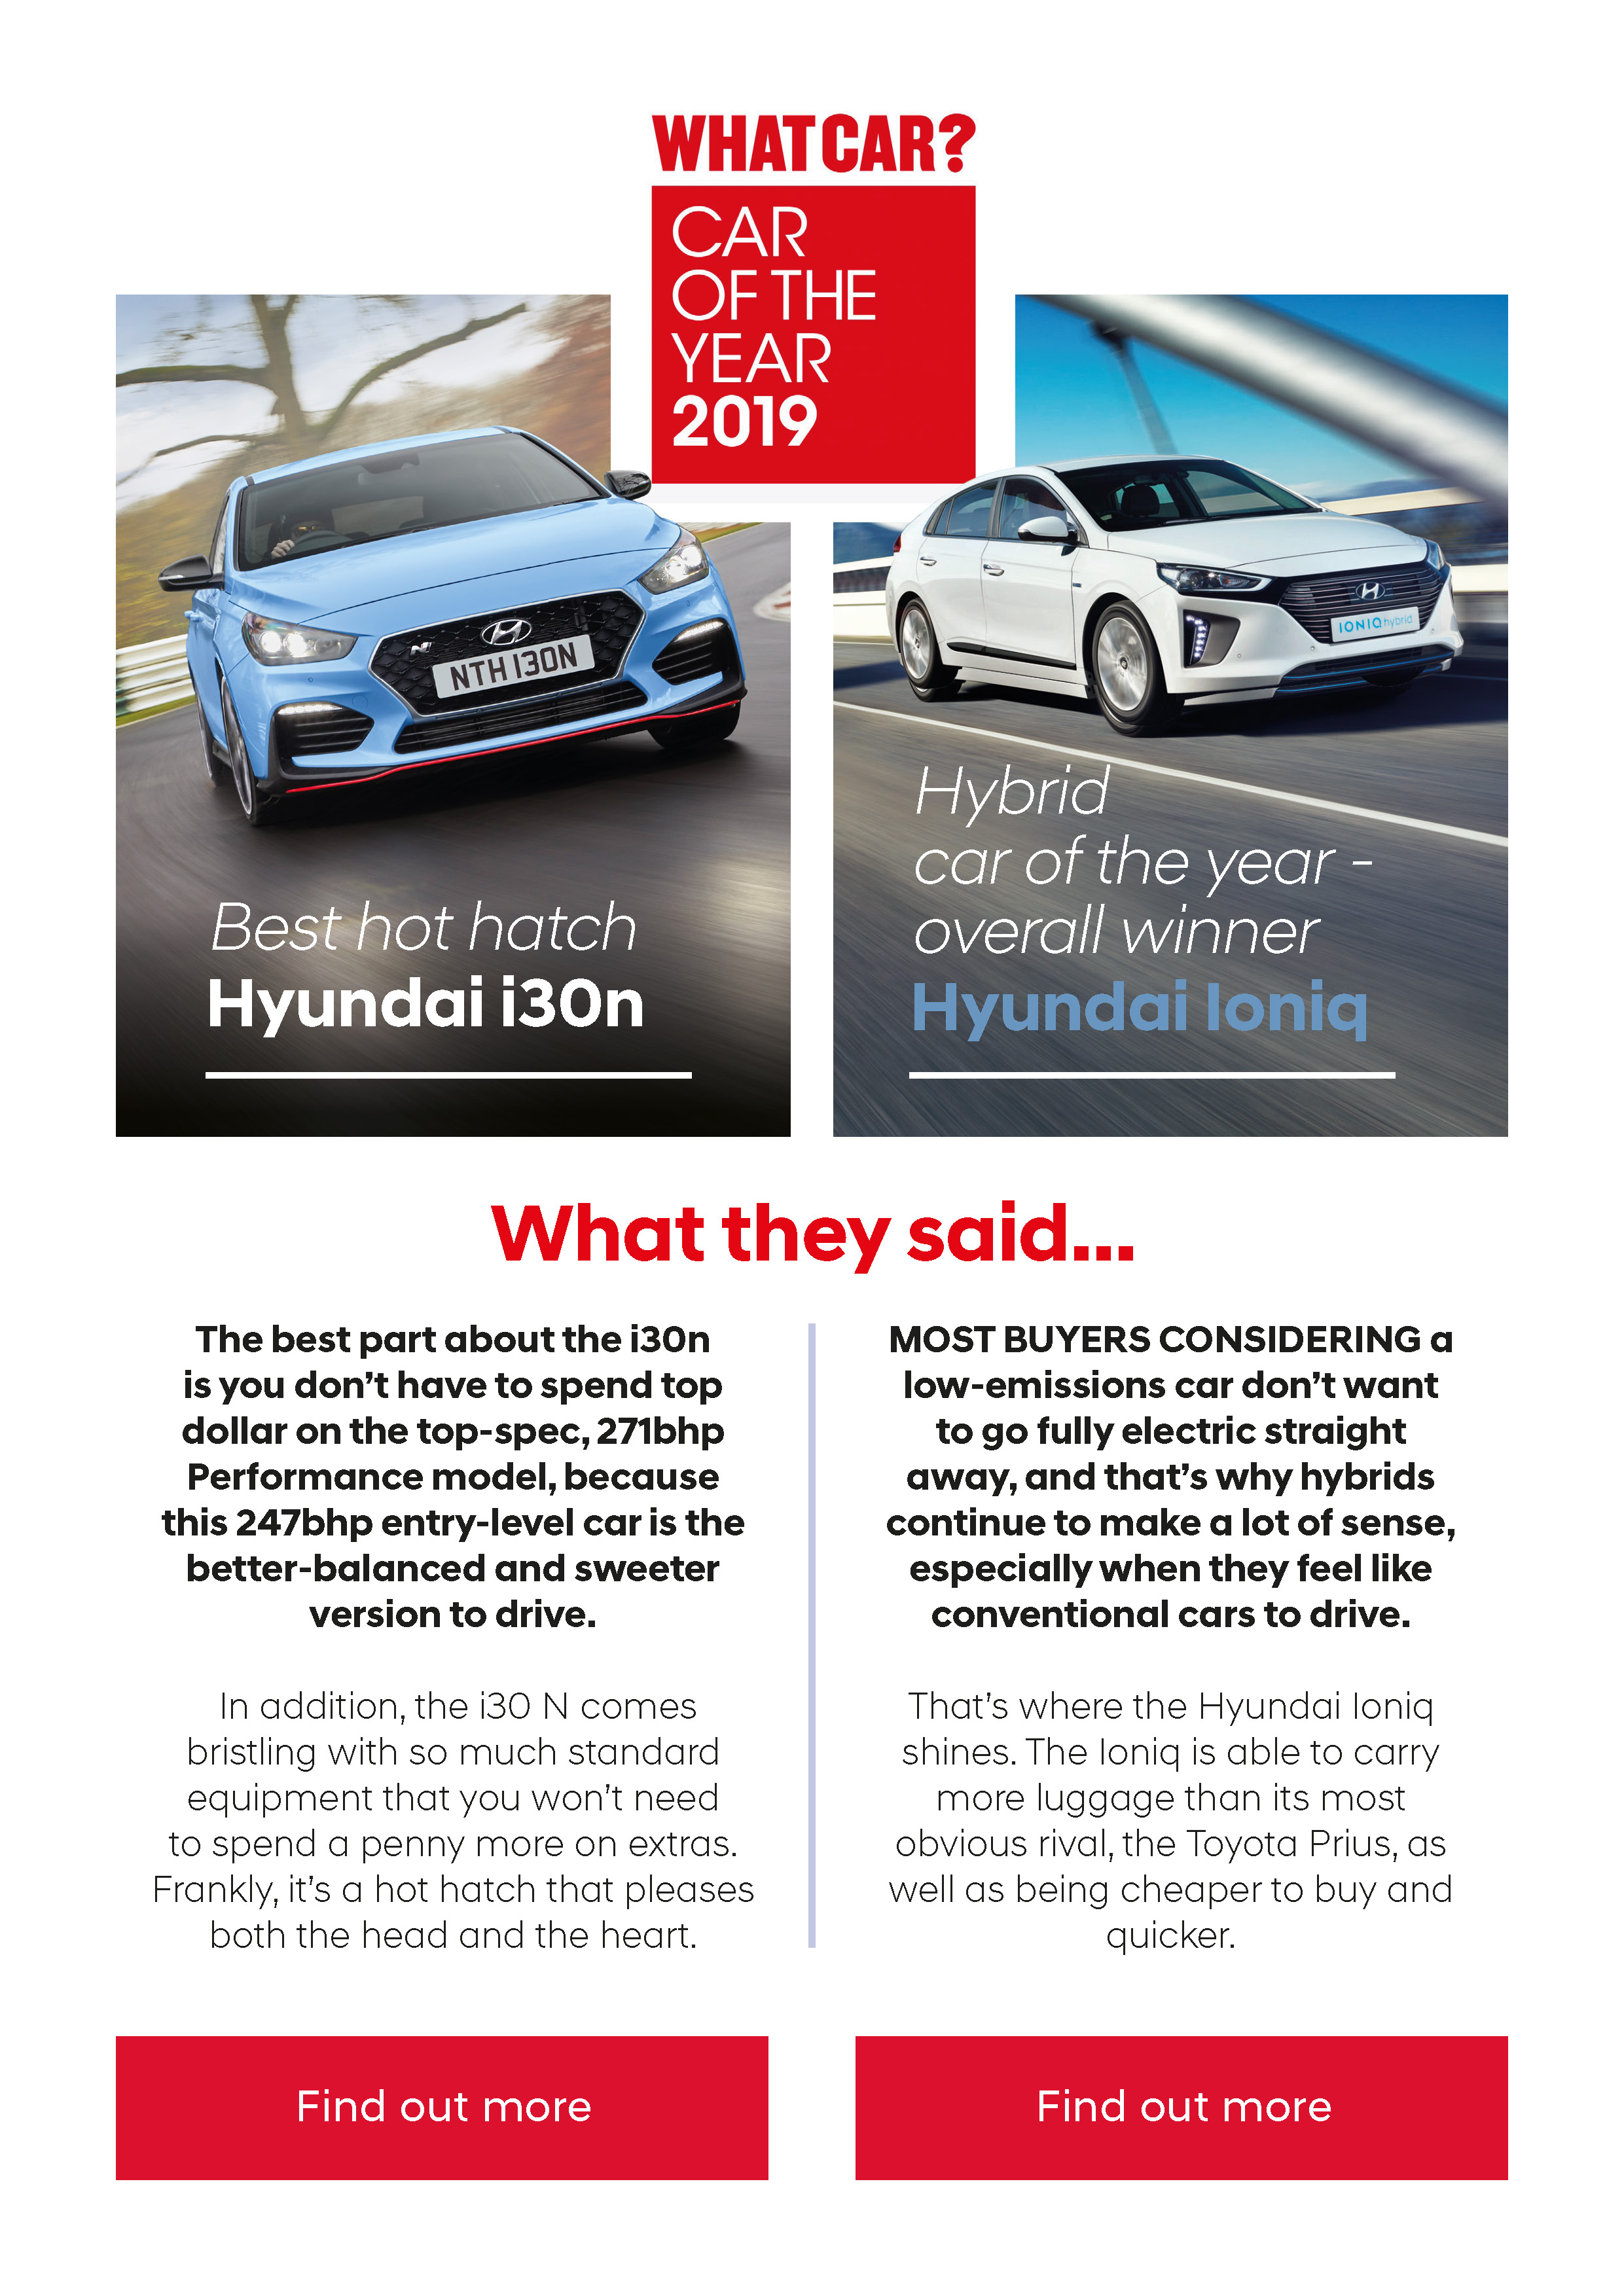 WHATCAR?
CAR
OF THE
YEAR
2019
NTH 130N
IONIQ hybrid
Best hot hatch
Hyundai i30n
Hybrid
car of the year -
overall winner
Hyundai Ioniq
What they said...
The best part about the i30n
is you don’t have to spend top
dollar on the top-spec, 271bhp
Performance model, because
this 247bhp entry-level car is the
better-balanced and sweeter
version to drive.
In addition, the i30 N comes
bristling with so much standard
equipment that you won’t need
to spend a penny more on extras.
Frankly, it’s a hot hatch that pleases
both the head and the heart.
MOST BUYERS CONSIDERING a
low-emissions car don’t want
to go fully electric straight
away, and that’s why hybrids
continue to make a lot of sense,
especially when they feel like
conventional cars to drive.
That’s where the Hyundai Ioniq
shines. The Ioniq is able to carry
more luggage than its most
obvious rival, the Toyota Prius, as
well as being cheaper to buy and
quicker.
Find out more
Find out more